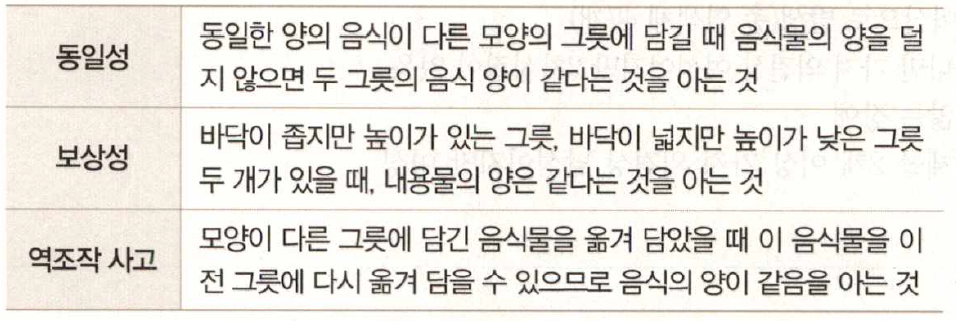 동일성
동일한 양의 음식이 다른 모양의 그릇에 담길 때 음식물의 양을 덜
지 않으면 두 그릇의 음식 양이 같다는 것을 아는 것
보상성
바닥이 좁지만 높이가 있는 그릇, 바닥이 넓지만 높이가 낮은 그릇
두 개가 있을 때, 내용물의 양은 같다는 것을 아는 것
역조작 사고
모양이 다른 그릇에 담긴 음식물을 옮겨 담았을 때 이 음식물을 이
전 그릇에 다시 옮겨 담을 수 있으므로 음식의 양이 같음을 아는 것